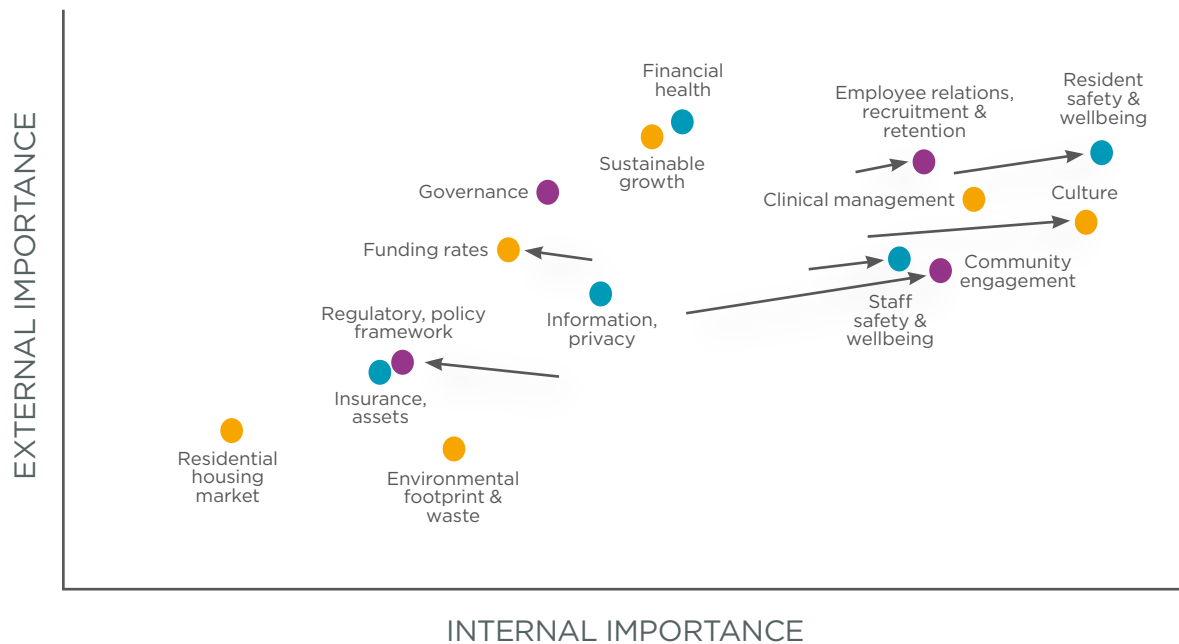 EXTERNAL IMPORTANCE
Financial
health
Employee relations,
recruitment &
retention
Resident
safety &
wellbeing
Sustainable
growth
Governance
Clinical management
Culture
Funding rates
Community
engagement
Information,
privacy
Staff
safety &
wellbeing
Regulatory, policy
framework
Insurance,
assets
Residential
housing
market
Environmental
footprint &
waste
INTERNAL IMPORTANCE